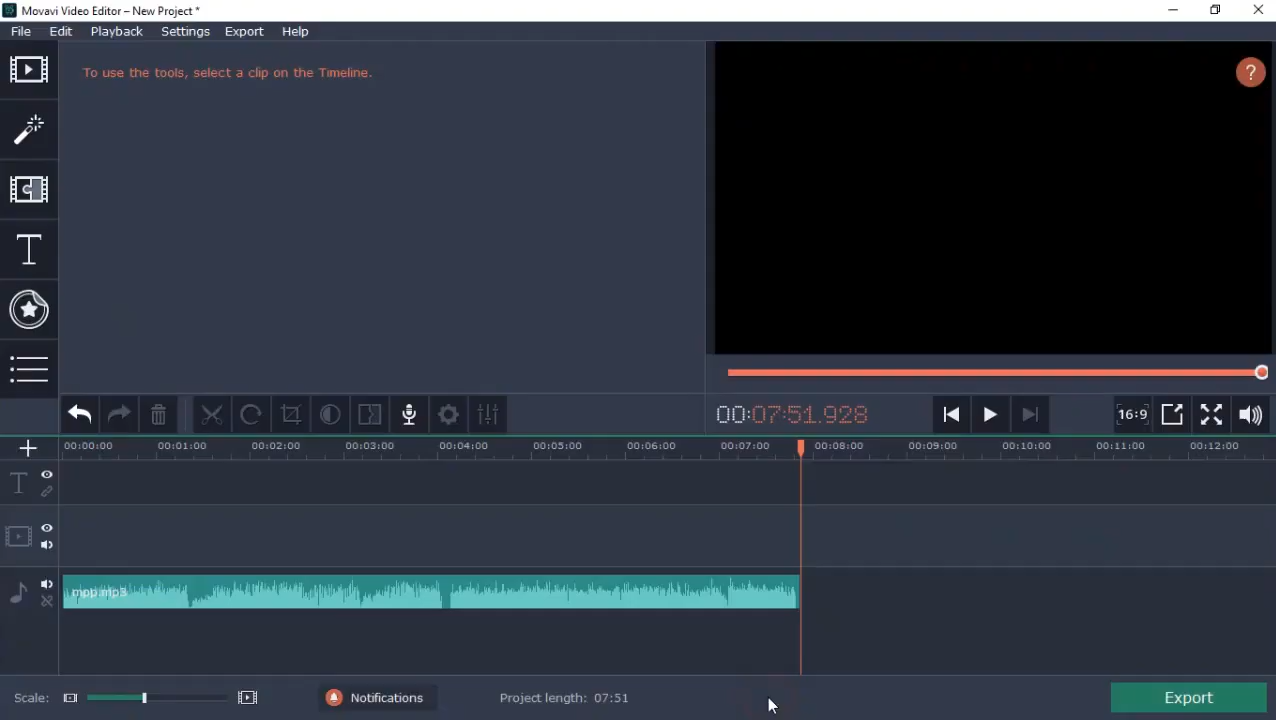 Movavi Video Editor – New Project *
File Edit Playback Settings Export Help
To use the tools, select a clip on the Timeline.
?
00:07:51.928
16:9
00:00:00 00:01:00 00:02:00 00:03:00 00:04:00 00:05:00 00:06:00 00:07:00 00:08:00 00:09:00 00:10:00 00:11:00 00:12:00
mpp.mp3
Scale: Notifications Project length: 07:51 Export